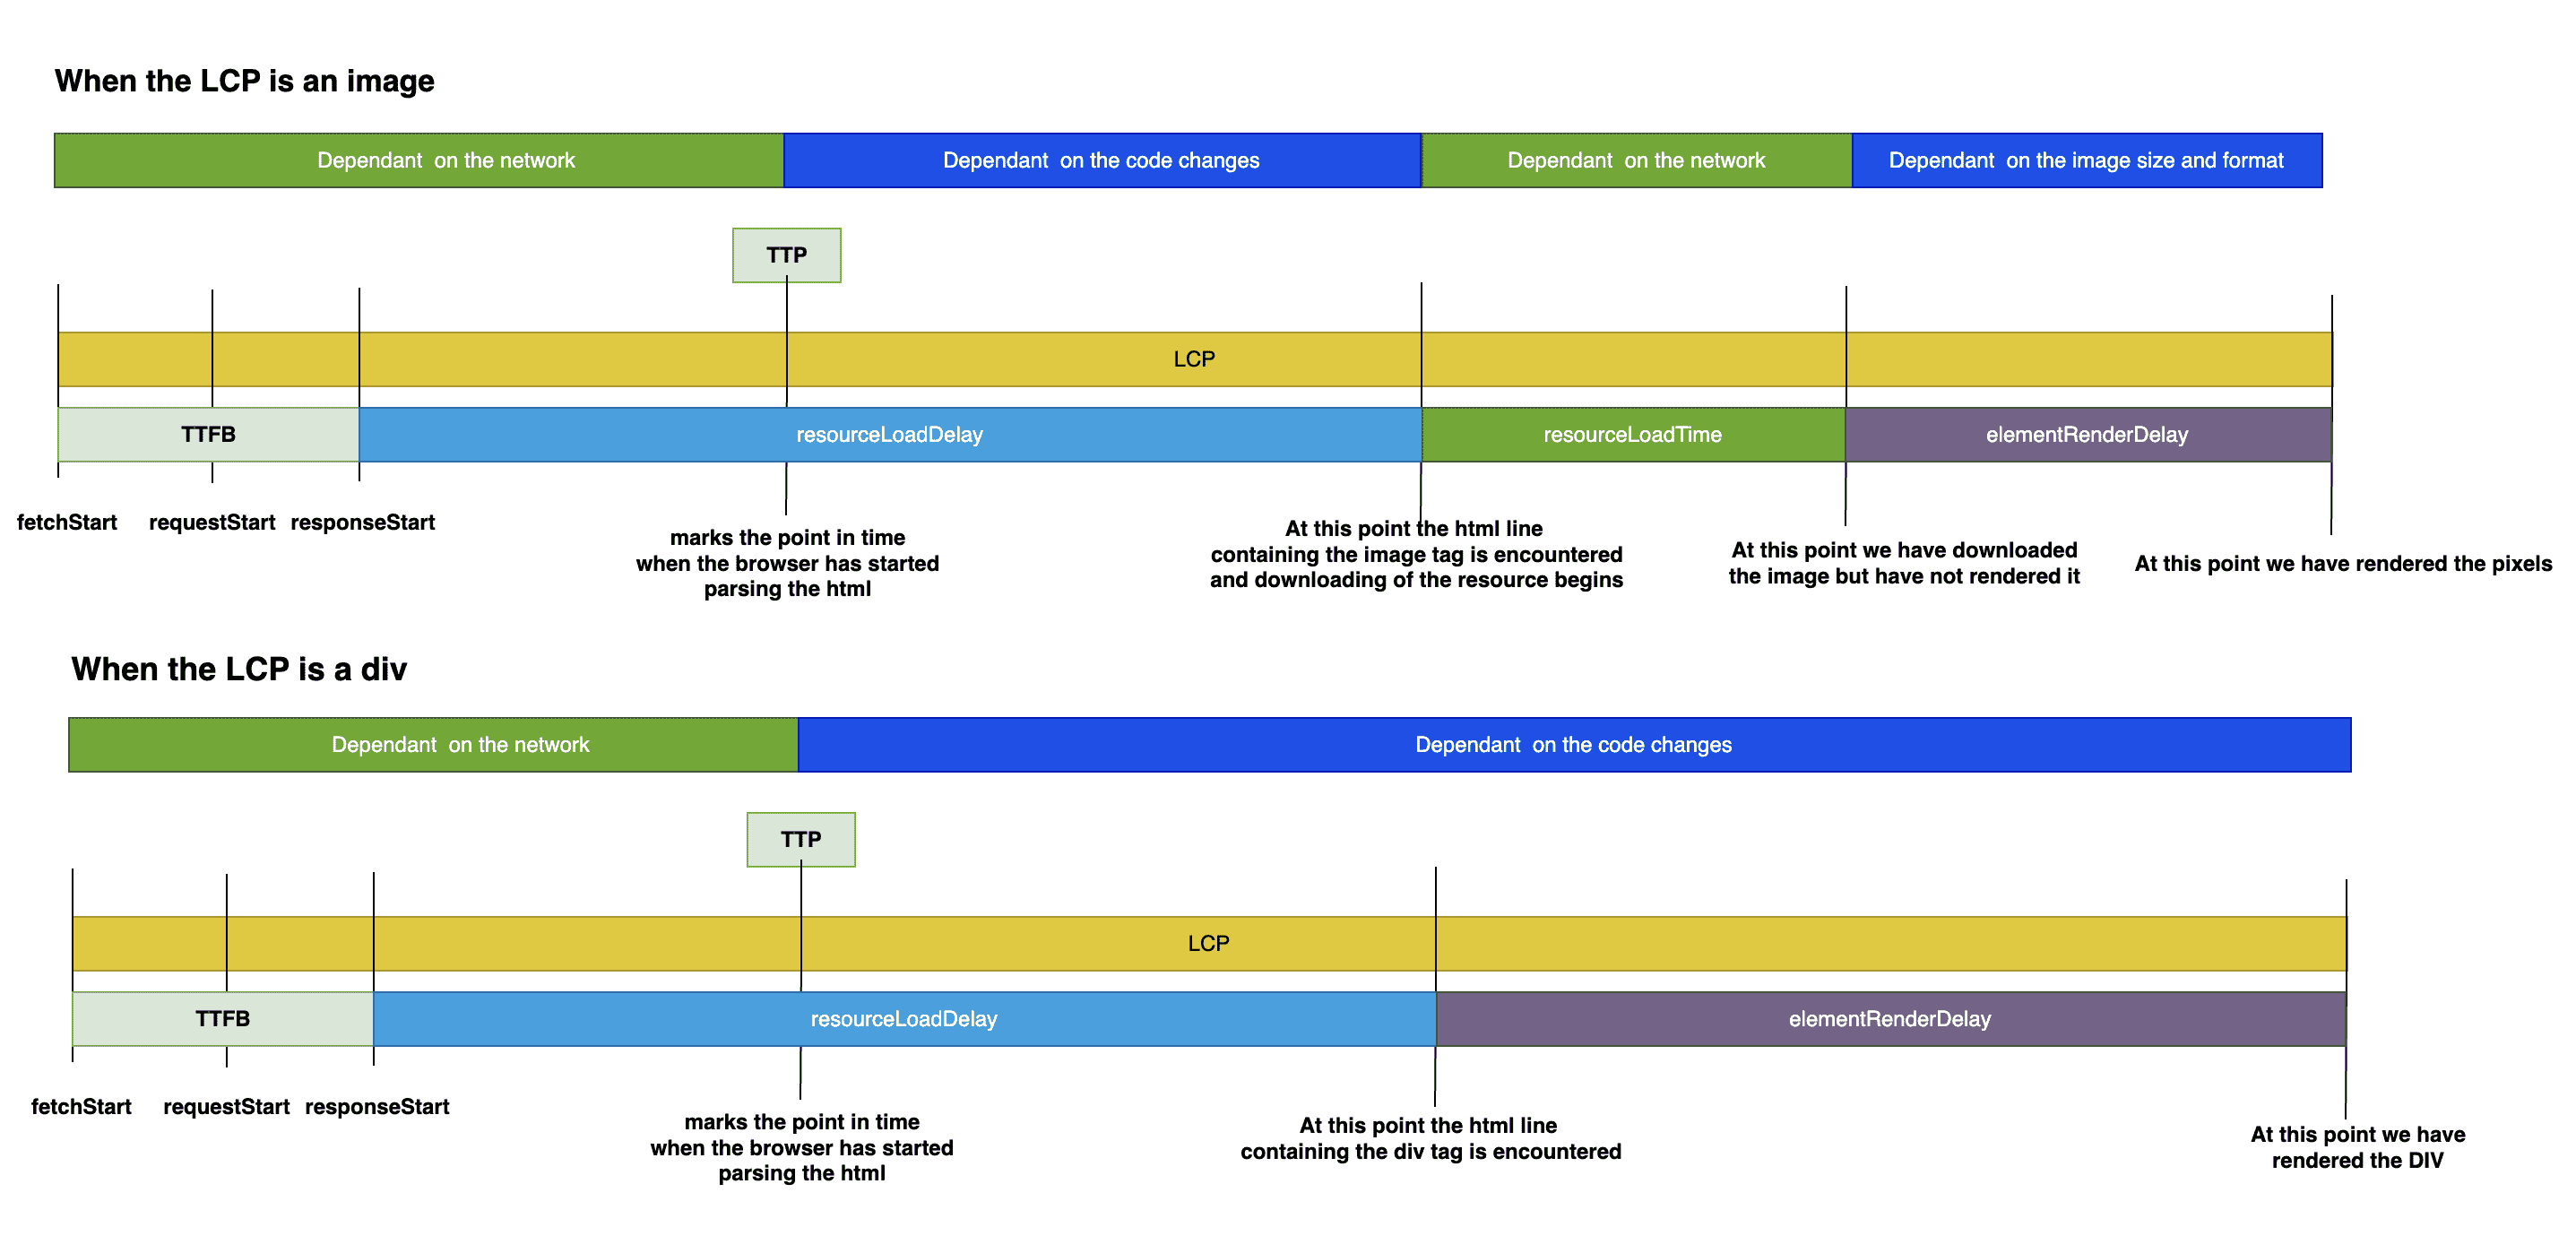 When the LCP is an image
Dependant  on the network
Dependant  on the code changes
Dependant  on the network
Dependant  on the image size and format
TTP
LCP
TTFB
resourceLoadDelay
resourceLoadTime
elementRenderDelay
fetchStart
requestStart
responseStart
marks the point in time
when the browser has started
parsing the html
At this point the html line
containing the image tag is encountered
and downloading of the resource begins
At this point we have downloaded
the image but have not rendered it
At this point we have rendered the pixels
When the LCP is a div
Dependant  on the network
Dependant  on the code changes
TTP
LCP
TTFB
resourceLoadDelay
elementRenderDelay
fetchStart
requestStart
responseStart
marks the point in time
when the browser has started
parsing the html
At this point the html line
containing the div tag is encountered
At this point we have
rendered the DIV